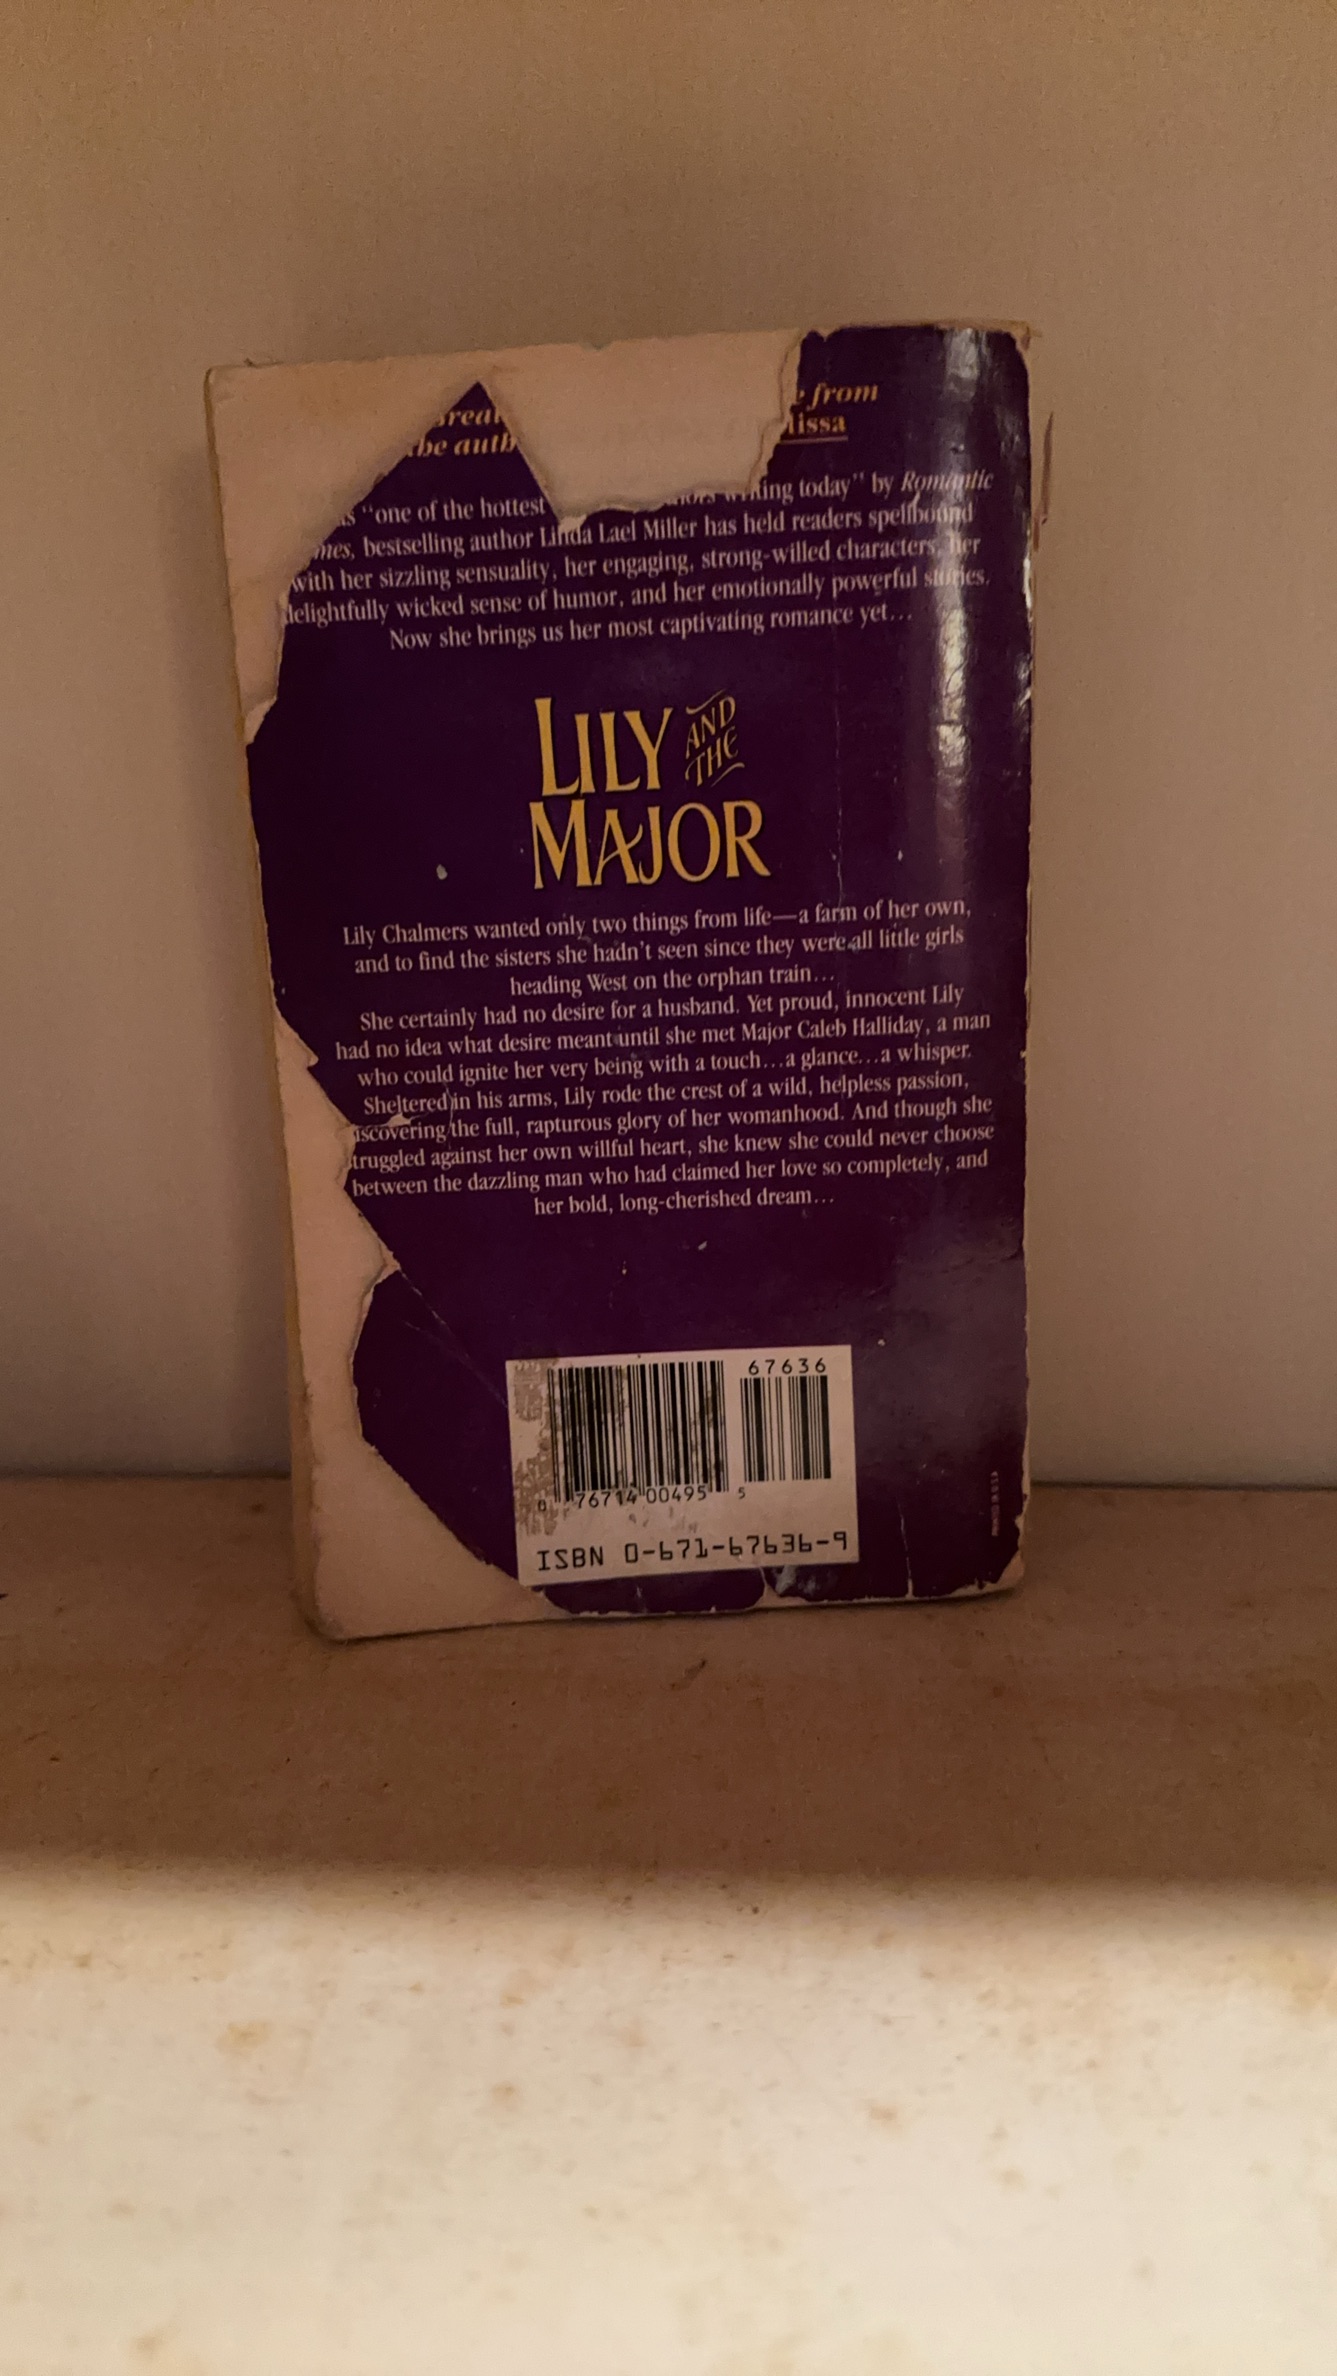 from
"one of the hottest writing today" by Romantic
bestselling author Linda Lael Miller has held readers spellbound
with her sizzling sensuality, her engaging, strong-willed characters, her
delightfully wicked sense of humor, and her emotionally powerful stories.
Now she brings us her most captivating romance yet...
LILY AND THE
MAJOR
Lily Chalmers wanted only two things from life—a farm of her own,
and to find the sisters she hadn't seen since they were all little girls
heading West on the orphan train...
She certainly had no desire for a husband. Yet proud, innocent Lily
had no idea what desire meant until she met Major Caleb Halliday, a man
who could ignite her very being with a touch...a glance...a whisper.
Sheltered in his arms, Lily rode the crest of a wild, helpless passion,
iscovering the full, rapturous glory of her womanhood. And though she
truggled against her own willful heart, she knew she could never choose
between the dazzling man who had claimed her love so completely, and
her bold, long-cherished dream...
67636
0 76714 00495 5
ISBN 0-671-67636-9